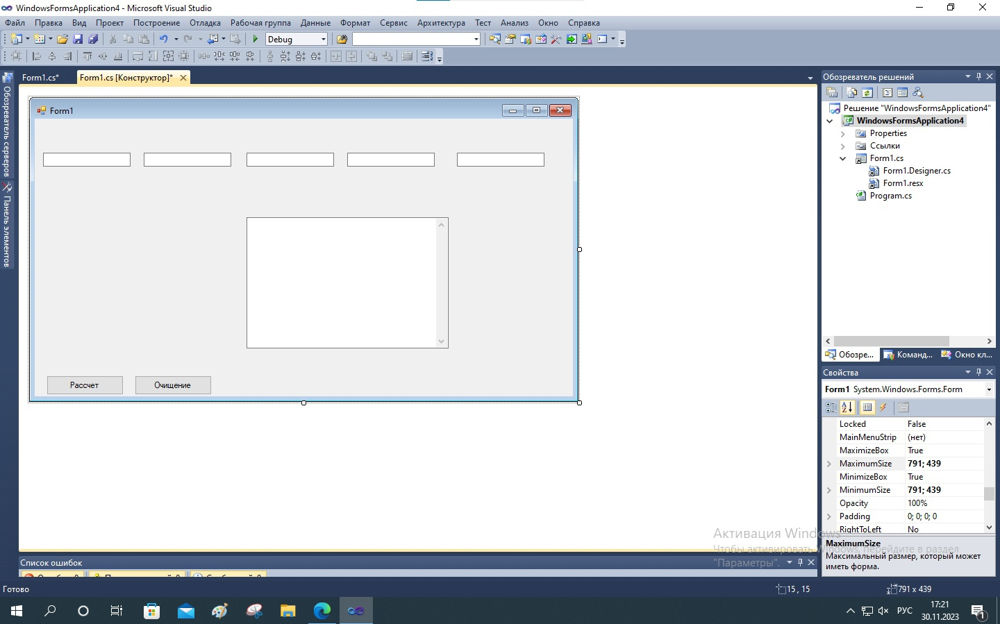 WindowsFormsApplication4 - Microsoft Visual Studio
Файл Правка Вид Проект Построение Отладка Рабочая группа Данные Формат Сервис Архитектура Тест Анализ Окно Справка
Debug
Form1.cs*
Form1.cs [Конструктор]*
Обозреватель серверов
Панель элементов
Form1
Рассчет
Очищение
Обозреватель решений
Решение "WindowsFormsApplication4"
WindowsFormsApplication4
Properties
Ссылки
Form1.cs
Form1.Designer.cs
Form1.resx
Program.cs
Обозре...
Команд...
Окно кл...
Свойства
Form1 System.Windows.Forms.Form
Locked False
MainMenuStrip (нет)
MaximizeBox True
MaximumSize 791; 439
MinimizeBox True
MinimumSize 791; 439
Opacity 100%
Padding 0; 0; 0; 0
RightToLeft No
MaximumSize
Максимальный размер, который может
иметь форма.
Активация Windows
Чтобы активировать Windows, перейдите в раздел
"Параметры".
Список ошибок
Готово
15 , 15
791 x 439
РУС
17:21
30.11.2023
1